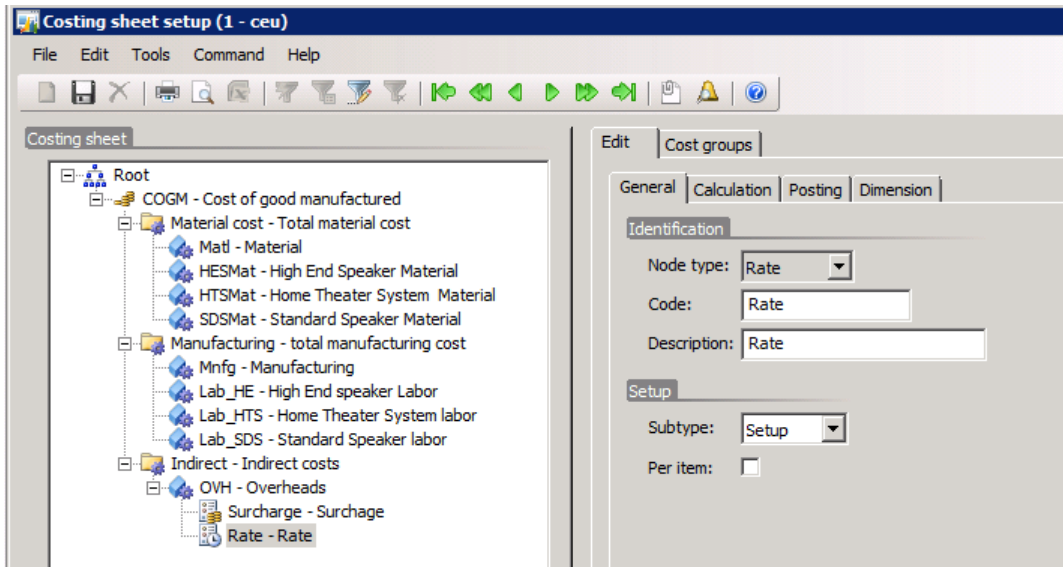 Costing sheet setup (1 - ceu)
File Edit Tools Command Help
Costing sheet
Root
COGM - Cost of good manufactured
Material cost - Total material cost
Matl - Material
HESMat - High End Speaker Material
HTSMat - Home Theater System Material
SDSMat - Standard Speaker Material
Manufacturing - total manufacturing cost
Mnfg - Manufacturing
Lab_HE - High End speaker Labor
Lab_HTS - Home Theater System labor
Lab_SDS - Standard Speaker labor
Indirect - Indirect costs
OVH - Overheads
Surcharge - Surchage
Rate - Rate
Edit Cost groups
General Calculation Posting Dimension
Identification
Node type: Rate
Code: Rate
Description: Rate
Setup
Subtype: Setup
Per item: